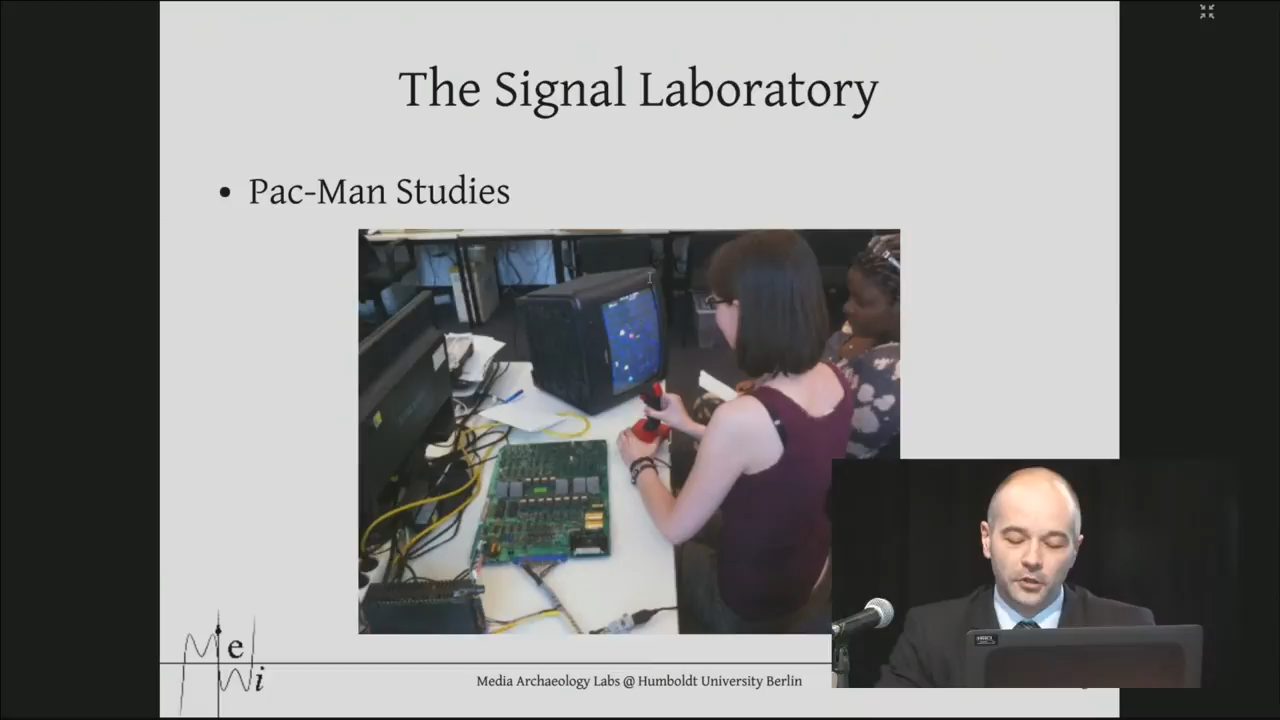 The Signal Laboratory
• Pac-Man Studies
Me
wi
Media Archaeology Labs @ Humboldt University Berlin